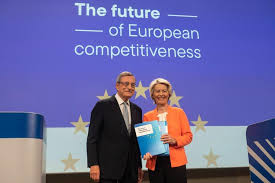 The future
— of European
competitiveness